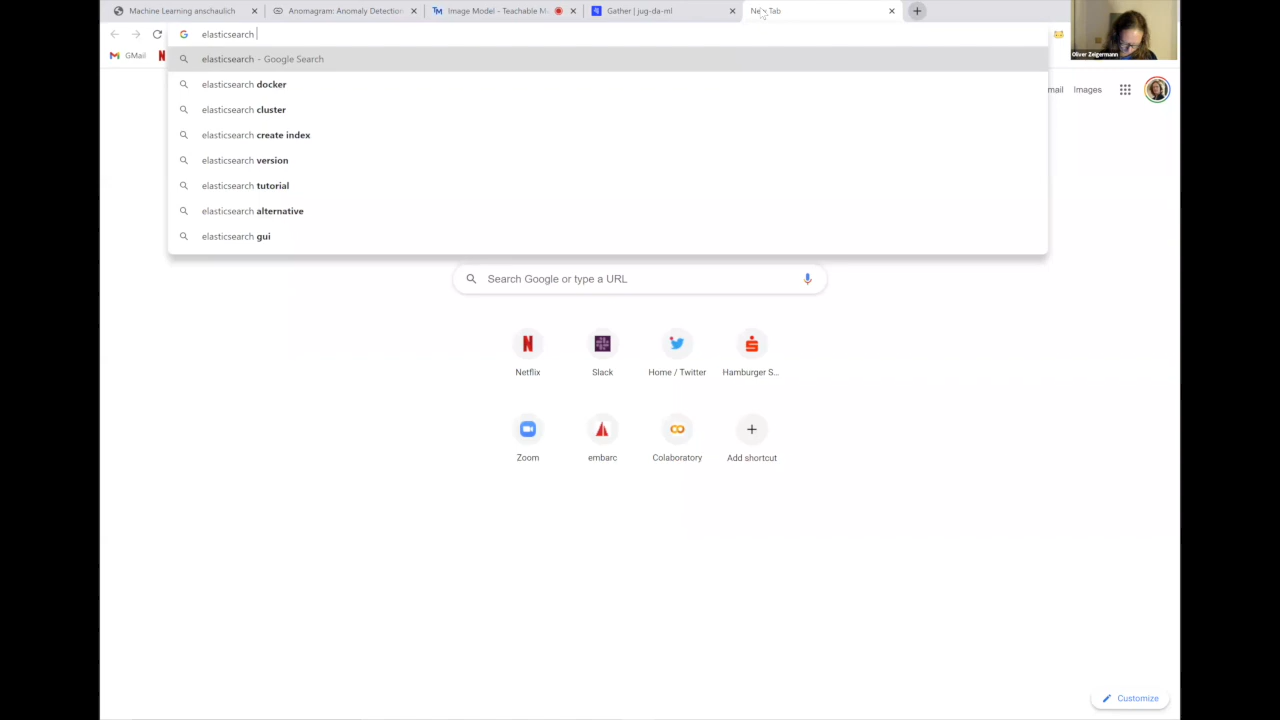 Machine Learning anschaulich
Anomagram: Anomaly Detection
Image Model - Teachable M
Gather | jug-da-ml
New Tab
elasticsearch
GMail
Oliver Zeigermann
elasticsearch - Google Search
elasticsearch docker
mail
Images
elasticsearch cluster
elasticsearch create index
elasticsearch version
elasticsearch tutorial
elasticsearch alternative
elasticsearch gui
Search Google or type a URL
Netflix
Slack
Home / Twitter
Hamburger S...
Zoom
embarc
Colaboratory
Add shortcut
Customize